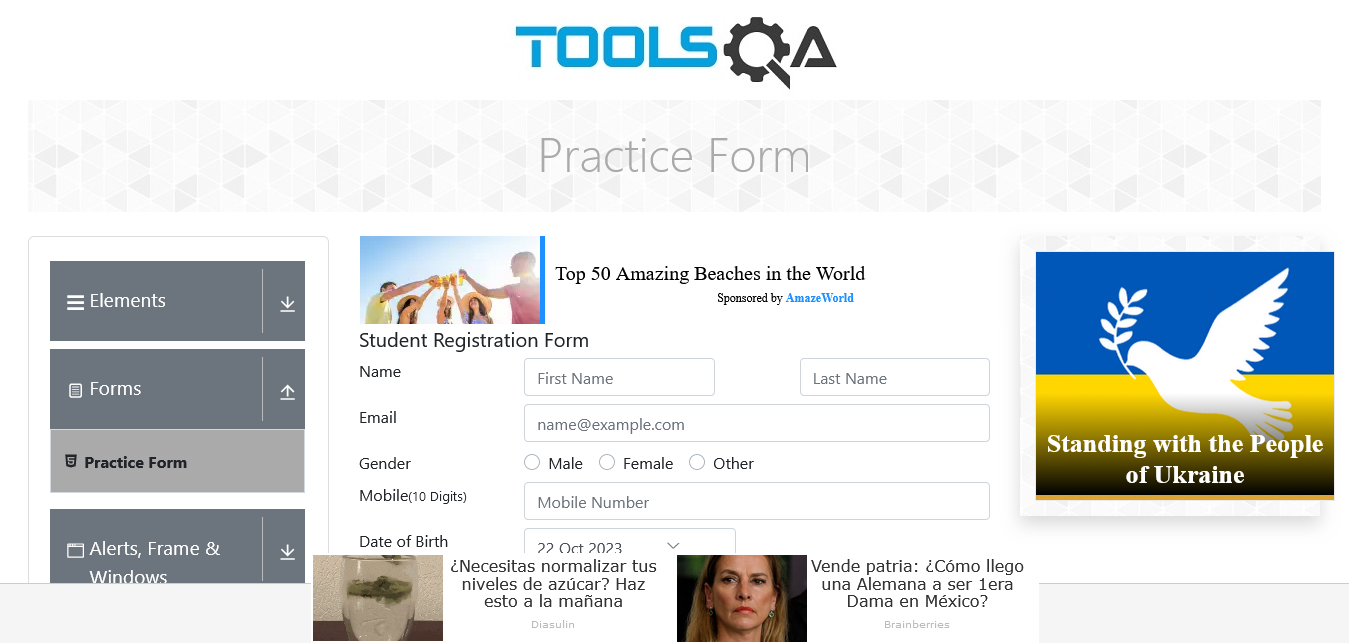 TOOLSQA
Practice Form
Elements
Forms
Practice Form
Alerts, Frame &
Windows
Top 50 Amazing Beaches in the World
Sponsored by AmazeWorld
Student Registration Form
Name
First Name
Last Name
Email
name@example.com
Gender
Male
Female
Other
Mobile(10 Digits)
Mobile Number
Date of Birth
22 Oct 2023
Standing with the People
of Ukraine
¿Necesitas normalizar tus
niveles de azúcar? Haz
esto a la mañana
Diasulin
Vende patria: ¿Cómo llego
una Alemana a ser 1era
Dama en México?
Brainberries